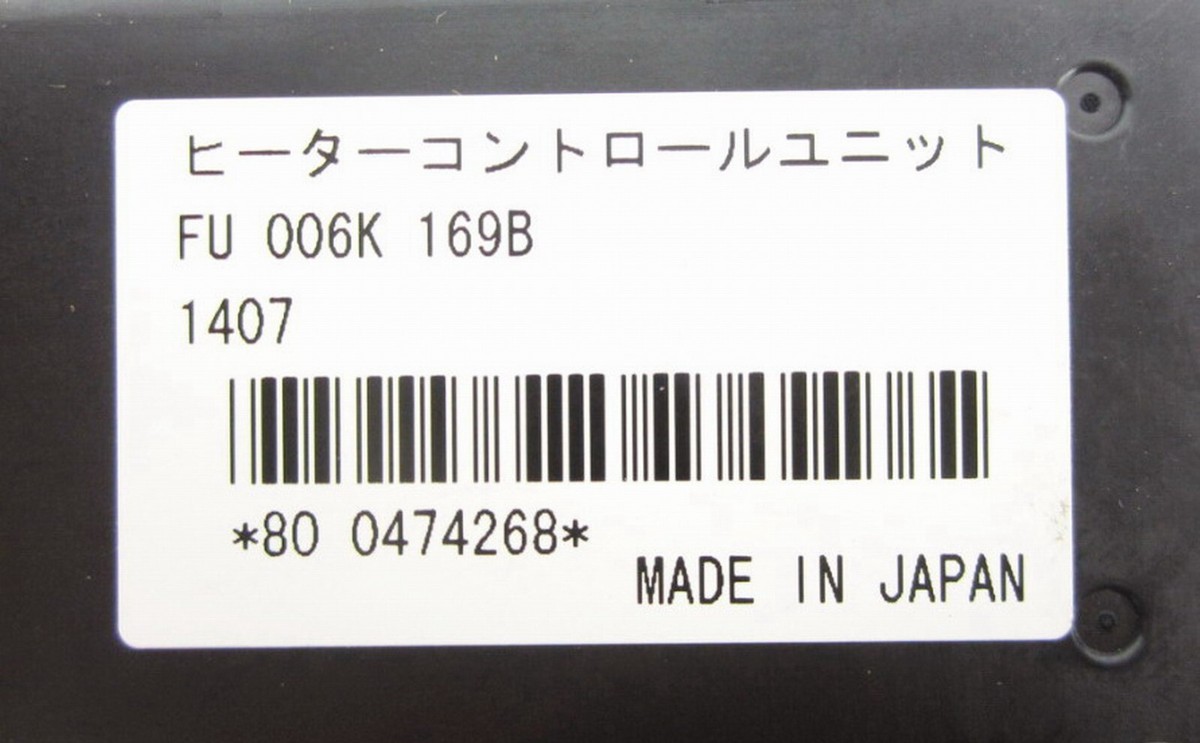 ヒーターコントロールユニット
FU 006K 169B
1407
*80 0474268*
MADE IN JAPAN